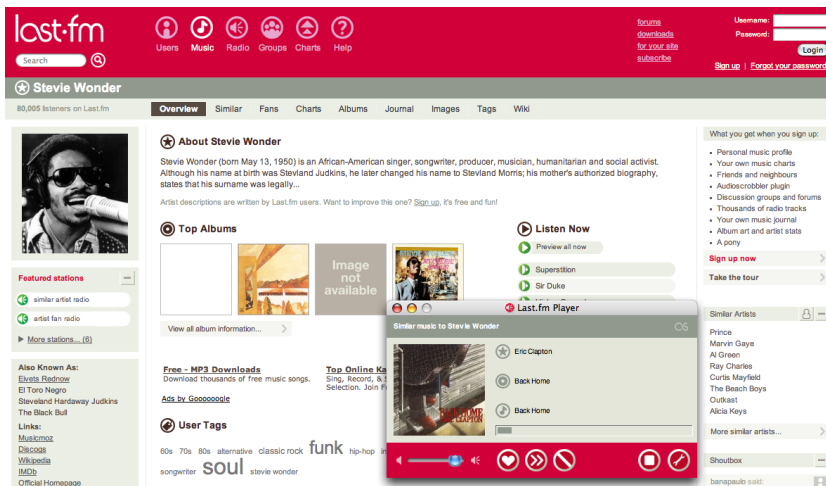 last.fm
Users
Music
Radio
Groups
Charts
Help
forums
downloads
for your site
subscribe
Username:
Password:
Login
Search
Sign up | Forgot your password
Stevie Wonder
80,005 listeners on Last.fm
Overview
Similar
Fans
Charts
Albums
Journal
Images
Tags
Wiki
About Stevie Wonder
Stevie Wonder (born May 13, 1950) is an African-American singer, songwriter, producer, musician, humanitarian and social activist.
Although his name at birth was Stevland Judkins, he later changed his name to Stevland Morris; his mother's authorized biography,
states that his surname was legally...
Artist descriptions are written by Last.fm users. Want to improve this one? Sign up, it's free and fun!
Top Albums
Image
not
available
View all album information...
Listen Now
Preview all now
Superstition
Sir Duke
Featured stations
similar artist radio
artist fan radio
More stations... (6)
Also Known As:
Eivets Rednow
El Toro Negro
Steveland Hardaway Judkins
The Black Bull
Links:
Musicmoz
Discogs
Wikipedia
IMDb
Official Homepage
Free - MP3 Downloads
Download thousands of free music songs.
Top Online Ka
Sing, Record, &
Selection. Join F
Ads by Goooooogle
User Tags
60s 70s 80s alternative classic rock funk hip-hop
songwriter soul stevie wonder
Last.fm Player
Similar music to Stevie Wonder
Eric Clapton
Back Home
Back Home
BACK HOME
ERIC CLAPTON
What you get when you sign up:
Personal music profile
Your own music charts
Friends and neighbours
Audioscrobbler plugin
Discussion groups and forums
Thousands of radio tracks
Your own music journal
Album art and artist stats
A pony
Sign up now
Take the tour
Similar Artists
Prince
Marvin Gaye
Al Green
Ray Charles
Curtis Mayfield
The Beach Boys
Outkast
Alicia Keys
More similar artists...
Shoutbox
banapaulo said: